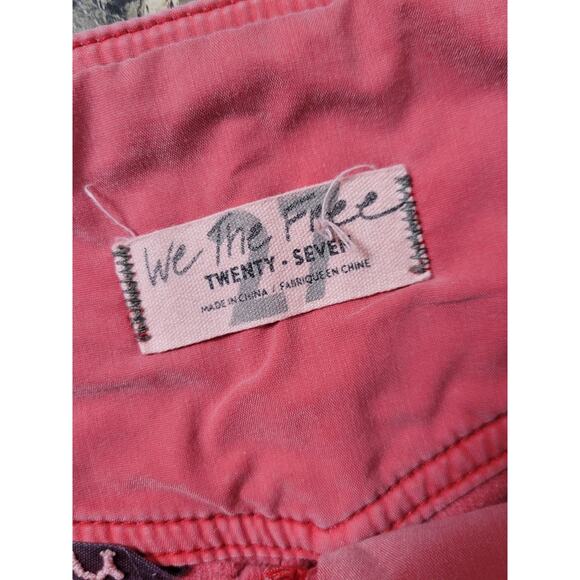 We The Free
27
TWENTY - SEVEN
MADE IN CHINA / FABRIQUE EN CHINE